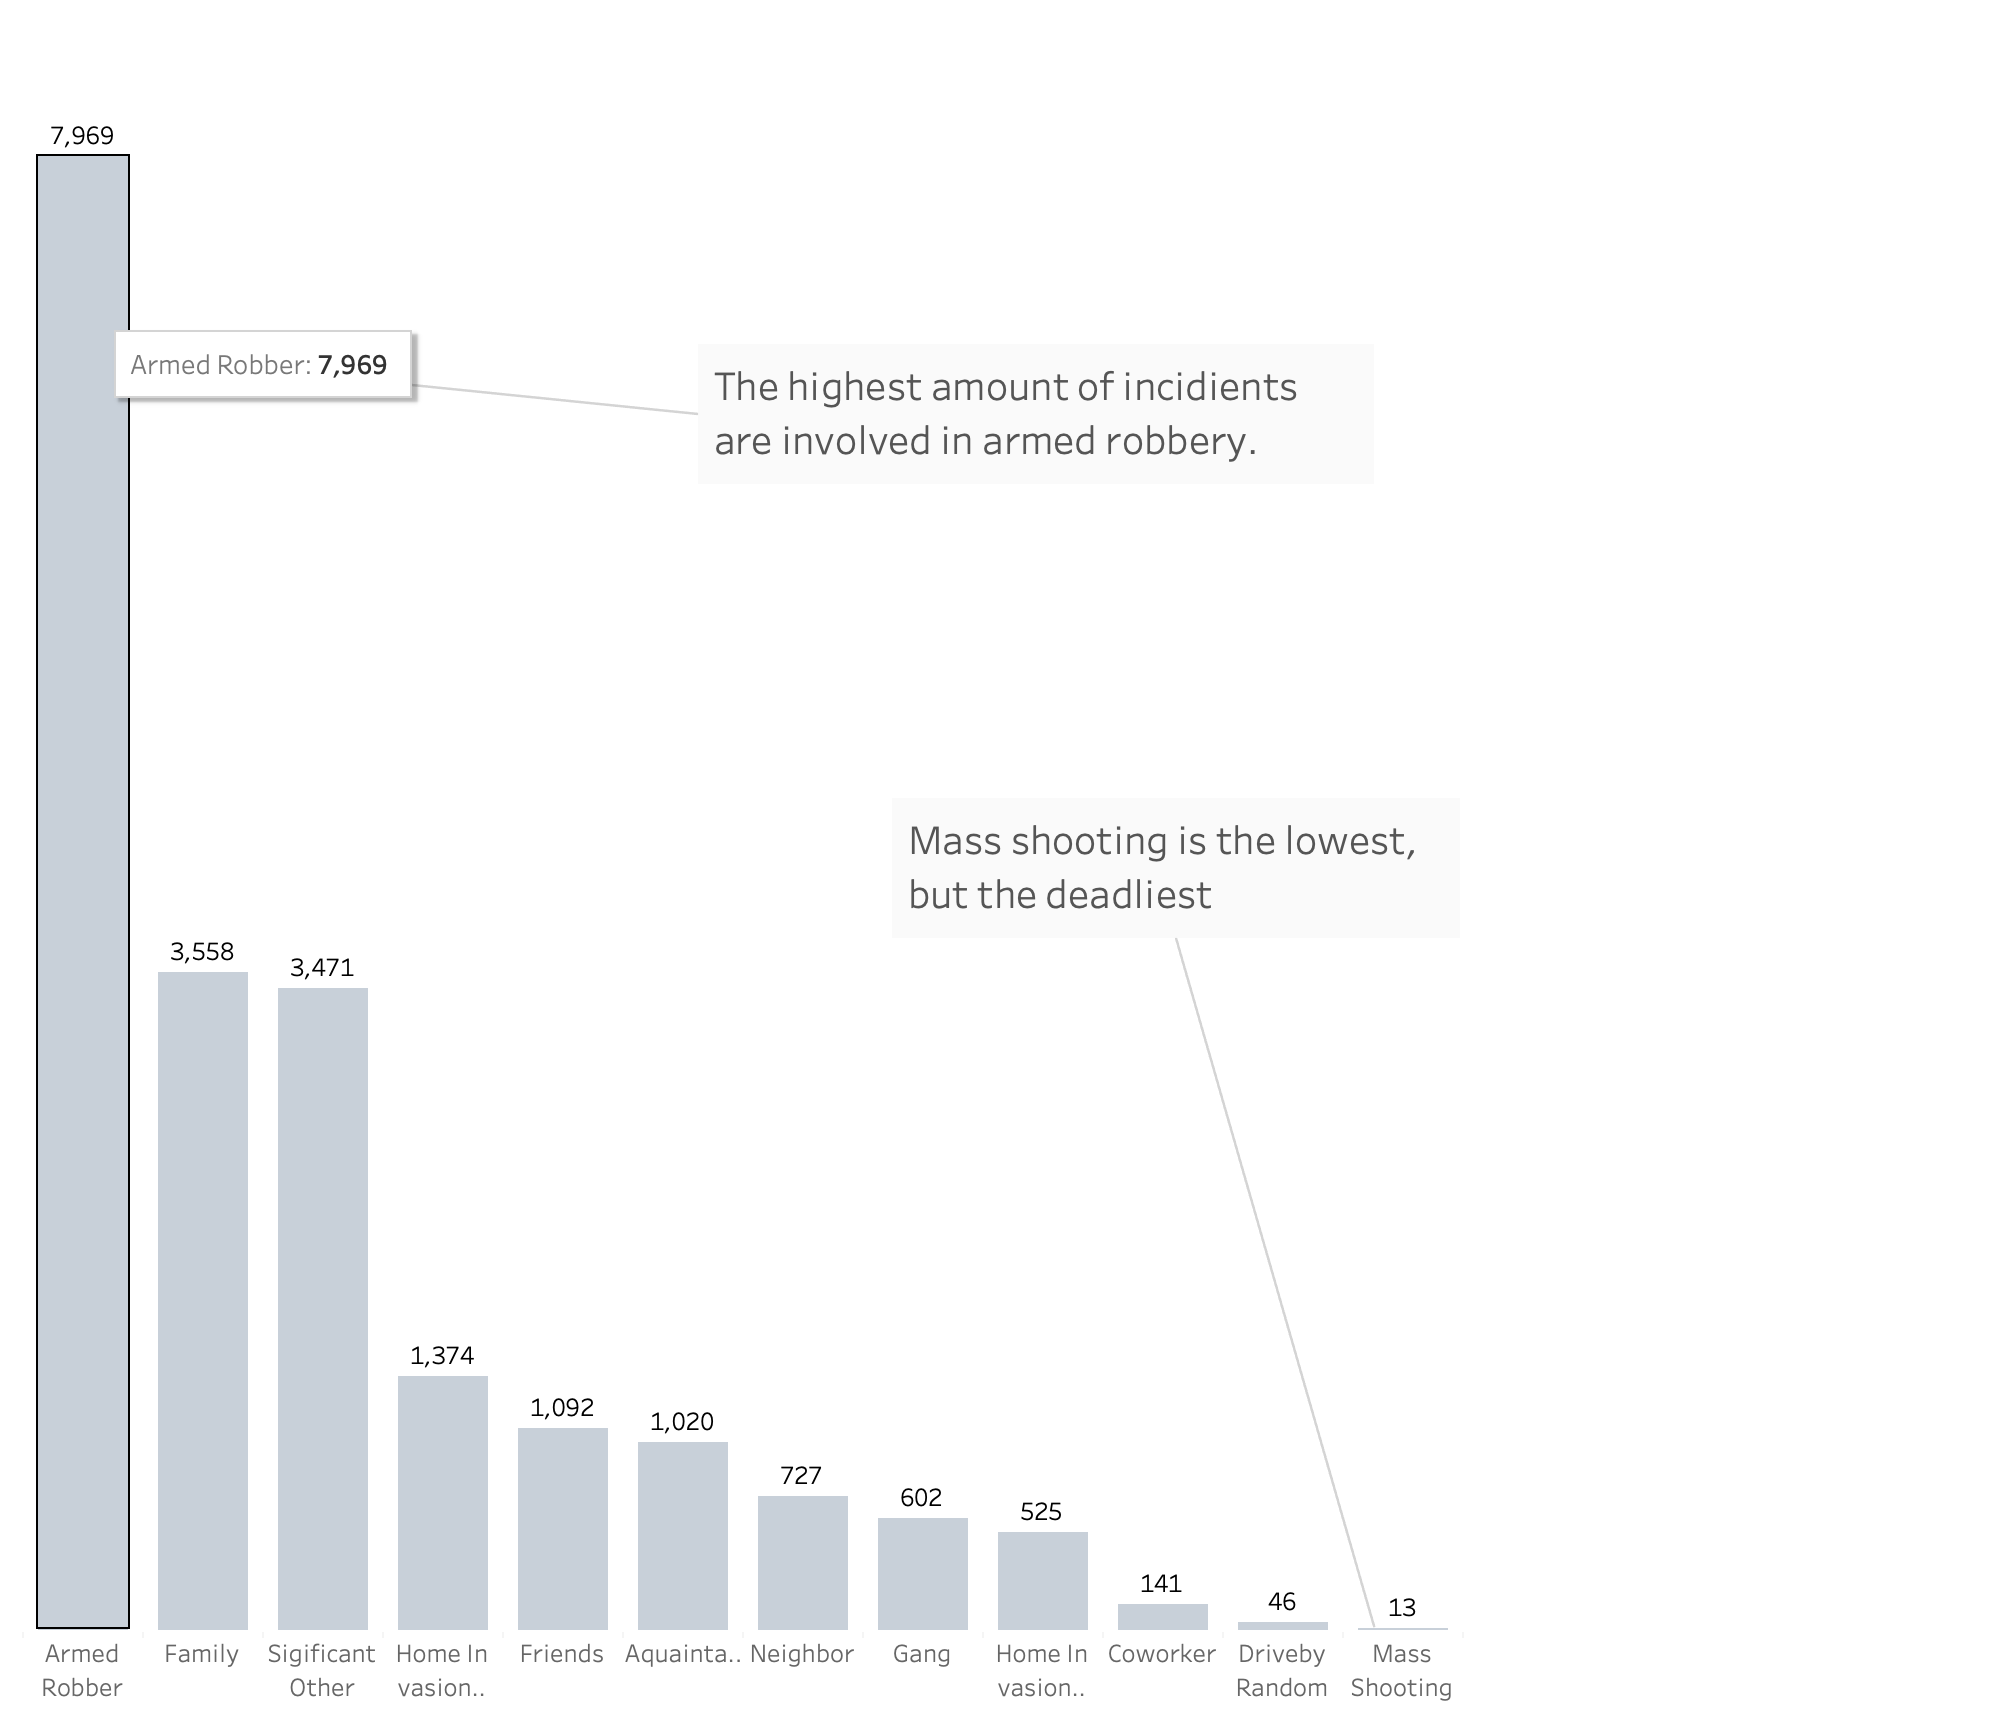 7,969
Armed Robber: 7,969
The highest amount of incidients
are involved in armed robbery.
Mass shooting is the lowest,
but the deadliest
3,558
3,471
1,374
1,092
1,020
727
602
525
141
46
13
Armed
Robber
Family
Sigificant
Other
Home In
vasion..
Friends
Aquainta..
Neighbor
Gang
Home In
vasion..
Coworker
Driveby
Random
Mass
Shooting